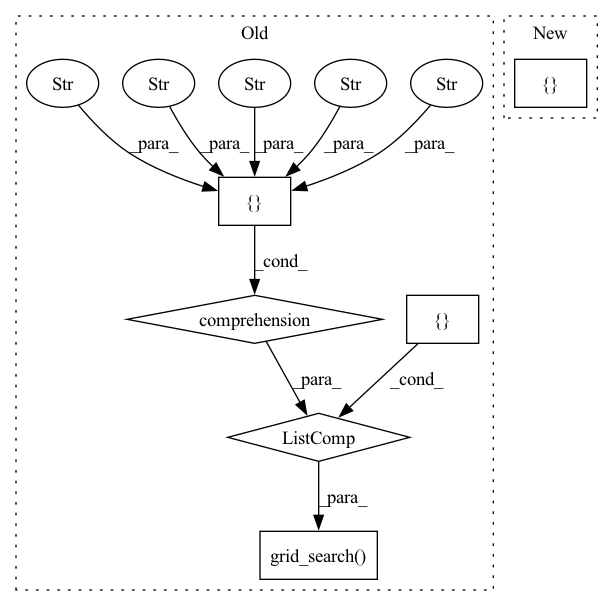 Old
New
Str Str Str Str Str
{}
_para_ _para_ _para_ _para_ _para_
{}
_cond_
comprehension
{}
_para_
_cond_
ListComp
_para_
grid_search()